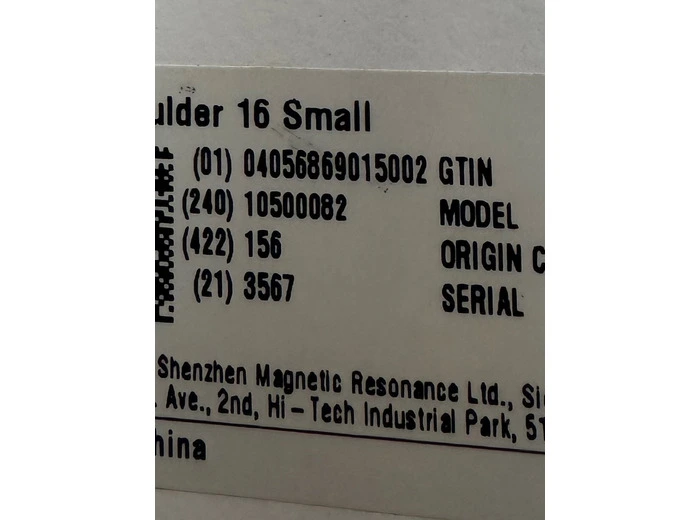 ulder 16 Small
(01) 04056869015002 GTIN
(240) 10500082 MODEL
(422) 156 ORIGIN C
(21) 3567 SERIAL
Shenzhen Magnetic Resonance Ltd., Si
. Ave., 2nd, Hi-Tech Industrial Park, 51
hina